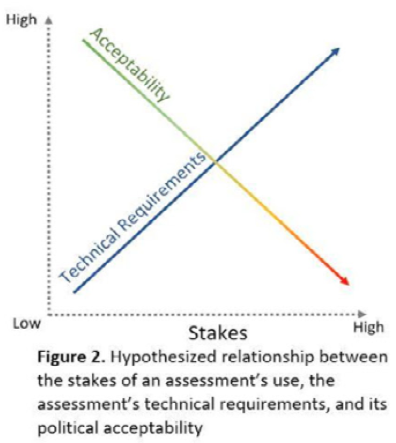 High
Acceptability
Technical Requirements
Low
Stakes
High
Figure 2. Hypothesized relationship between
the stakes of an assessment's use, the
assessment's technical requirements, and its
political acceptability